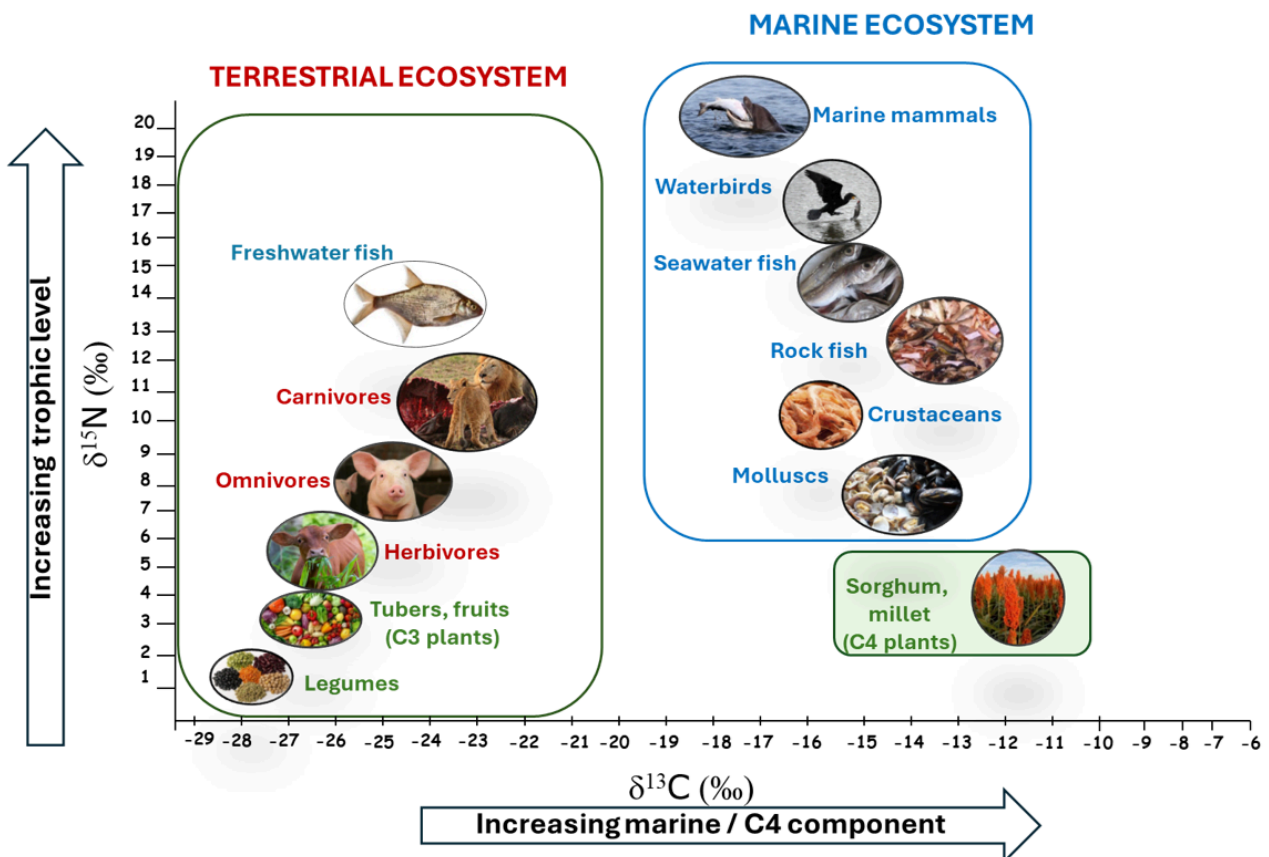 MARINE ECOSYSTEM
TERRESTRIAL ECOSYSTEM
Marine mammals
Waterbirds
Freshwater fish
Seawater fish
Rock fish
Carnivores
Crustaceans
Omnivores
Molluscs
Herbivores
Tubers, fruits
(C3 plants)
Sorghum,
millet
(C4 plants)
Legumes
Increasing trophic level
δ15N (‰)
20
19
18
17
16
15
14
13
12
11
10
9
8
7
6
5
4
3
2
1
-29 -28 -27 -26 -25 -24 -23 -22 -21 -20 -19 -18 -17 -16 -15 -14 -13 -12 -11 -10 -9 -8 -7 -6
δ13C (‰)
Increasing marine / C4 component